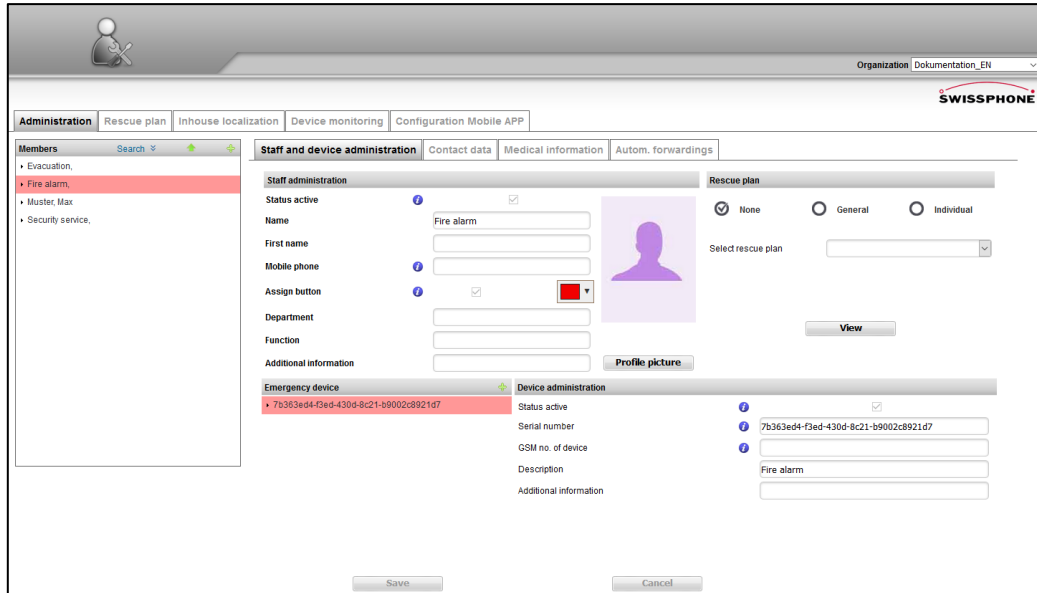 Organization Dokumentation_EN
SWISSPHONE
Administration Rescue plan Inhouse localization Device monitoring Configuration Mobile APP
Members Search
Evacuation,
Fire alarm,
Muster, Max
Security service,
Staff and device administration Contact data Medical information Autom. forwardings
Staff administration
Status active
Name Fire alarm
First name
Mobile phone
Assign button
Department
Function
Additional information
Profile picture
Rescue plan
None General Individual
Select rescue plan
View
Emergency device
7b363ed4-f3ed-430d-8c21-b9002c8921d7
Device administration
Status active
Serial number 7b363ed4-f3ed-430d-8c21-b9002c8921d7
GSM no. of device
Description Fire alarm
Additional information
Save Cancel